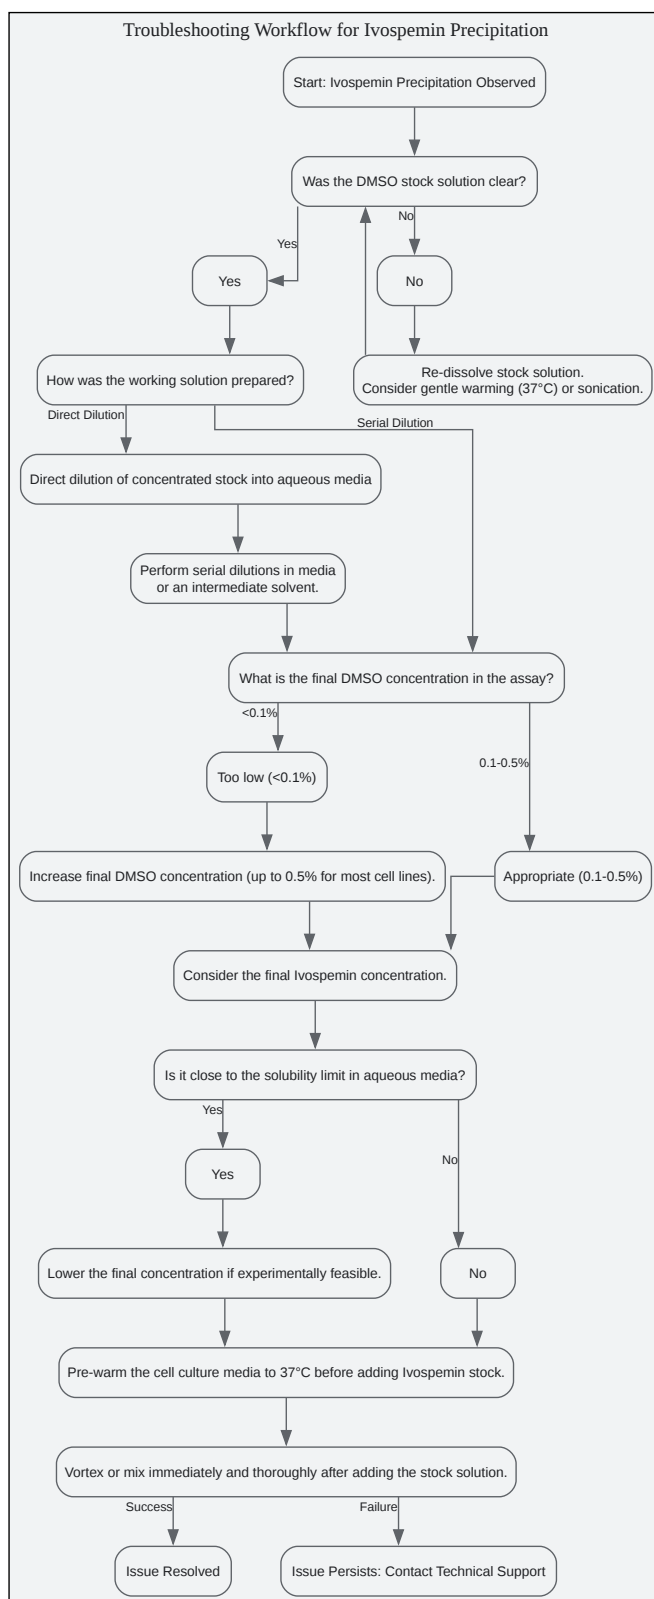 Troubleshooting Workflow for Ivospemin Precipitation
Start: Ivospemin Precipitation Observed
Was the DMSO stock solution clear?
No
Yes
Yes
No
How was the working solution prepared?
Re-dissolve stock solution.
Consider gentle warming (37°C) or sonication.
Direct Dilution
Serial Dilution
Direct dilution of concentrated stock into aqueous media
Perform serial dilutions in media
or an intermediate solvent.
What is the final DMSO concentration in the assay?
<0.1%
0.1-0.5%
Too low (<0.1%)
Increase final DMSO concentration (up to 0.5% for most cell lines).
Appropriate (0.1-0.5%)
Consider the final Ivospemin concentration.
Is it close to the solubility limit in aqueous media?
Yes
No
Yes
Lower the final concentration if experimentally feasible.
No
Pre-warm the cell culture media to 37°C before adding Ivospemin stock.
Vortex or mix immediately and thoroughly after adding the stock solution.
Success
Failure
Issue Resolved
Issue Persists: Contact Technical Support